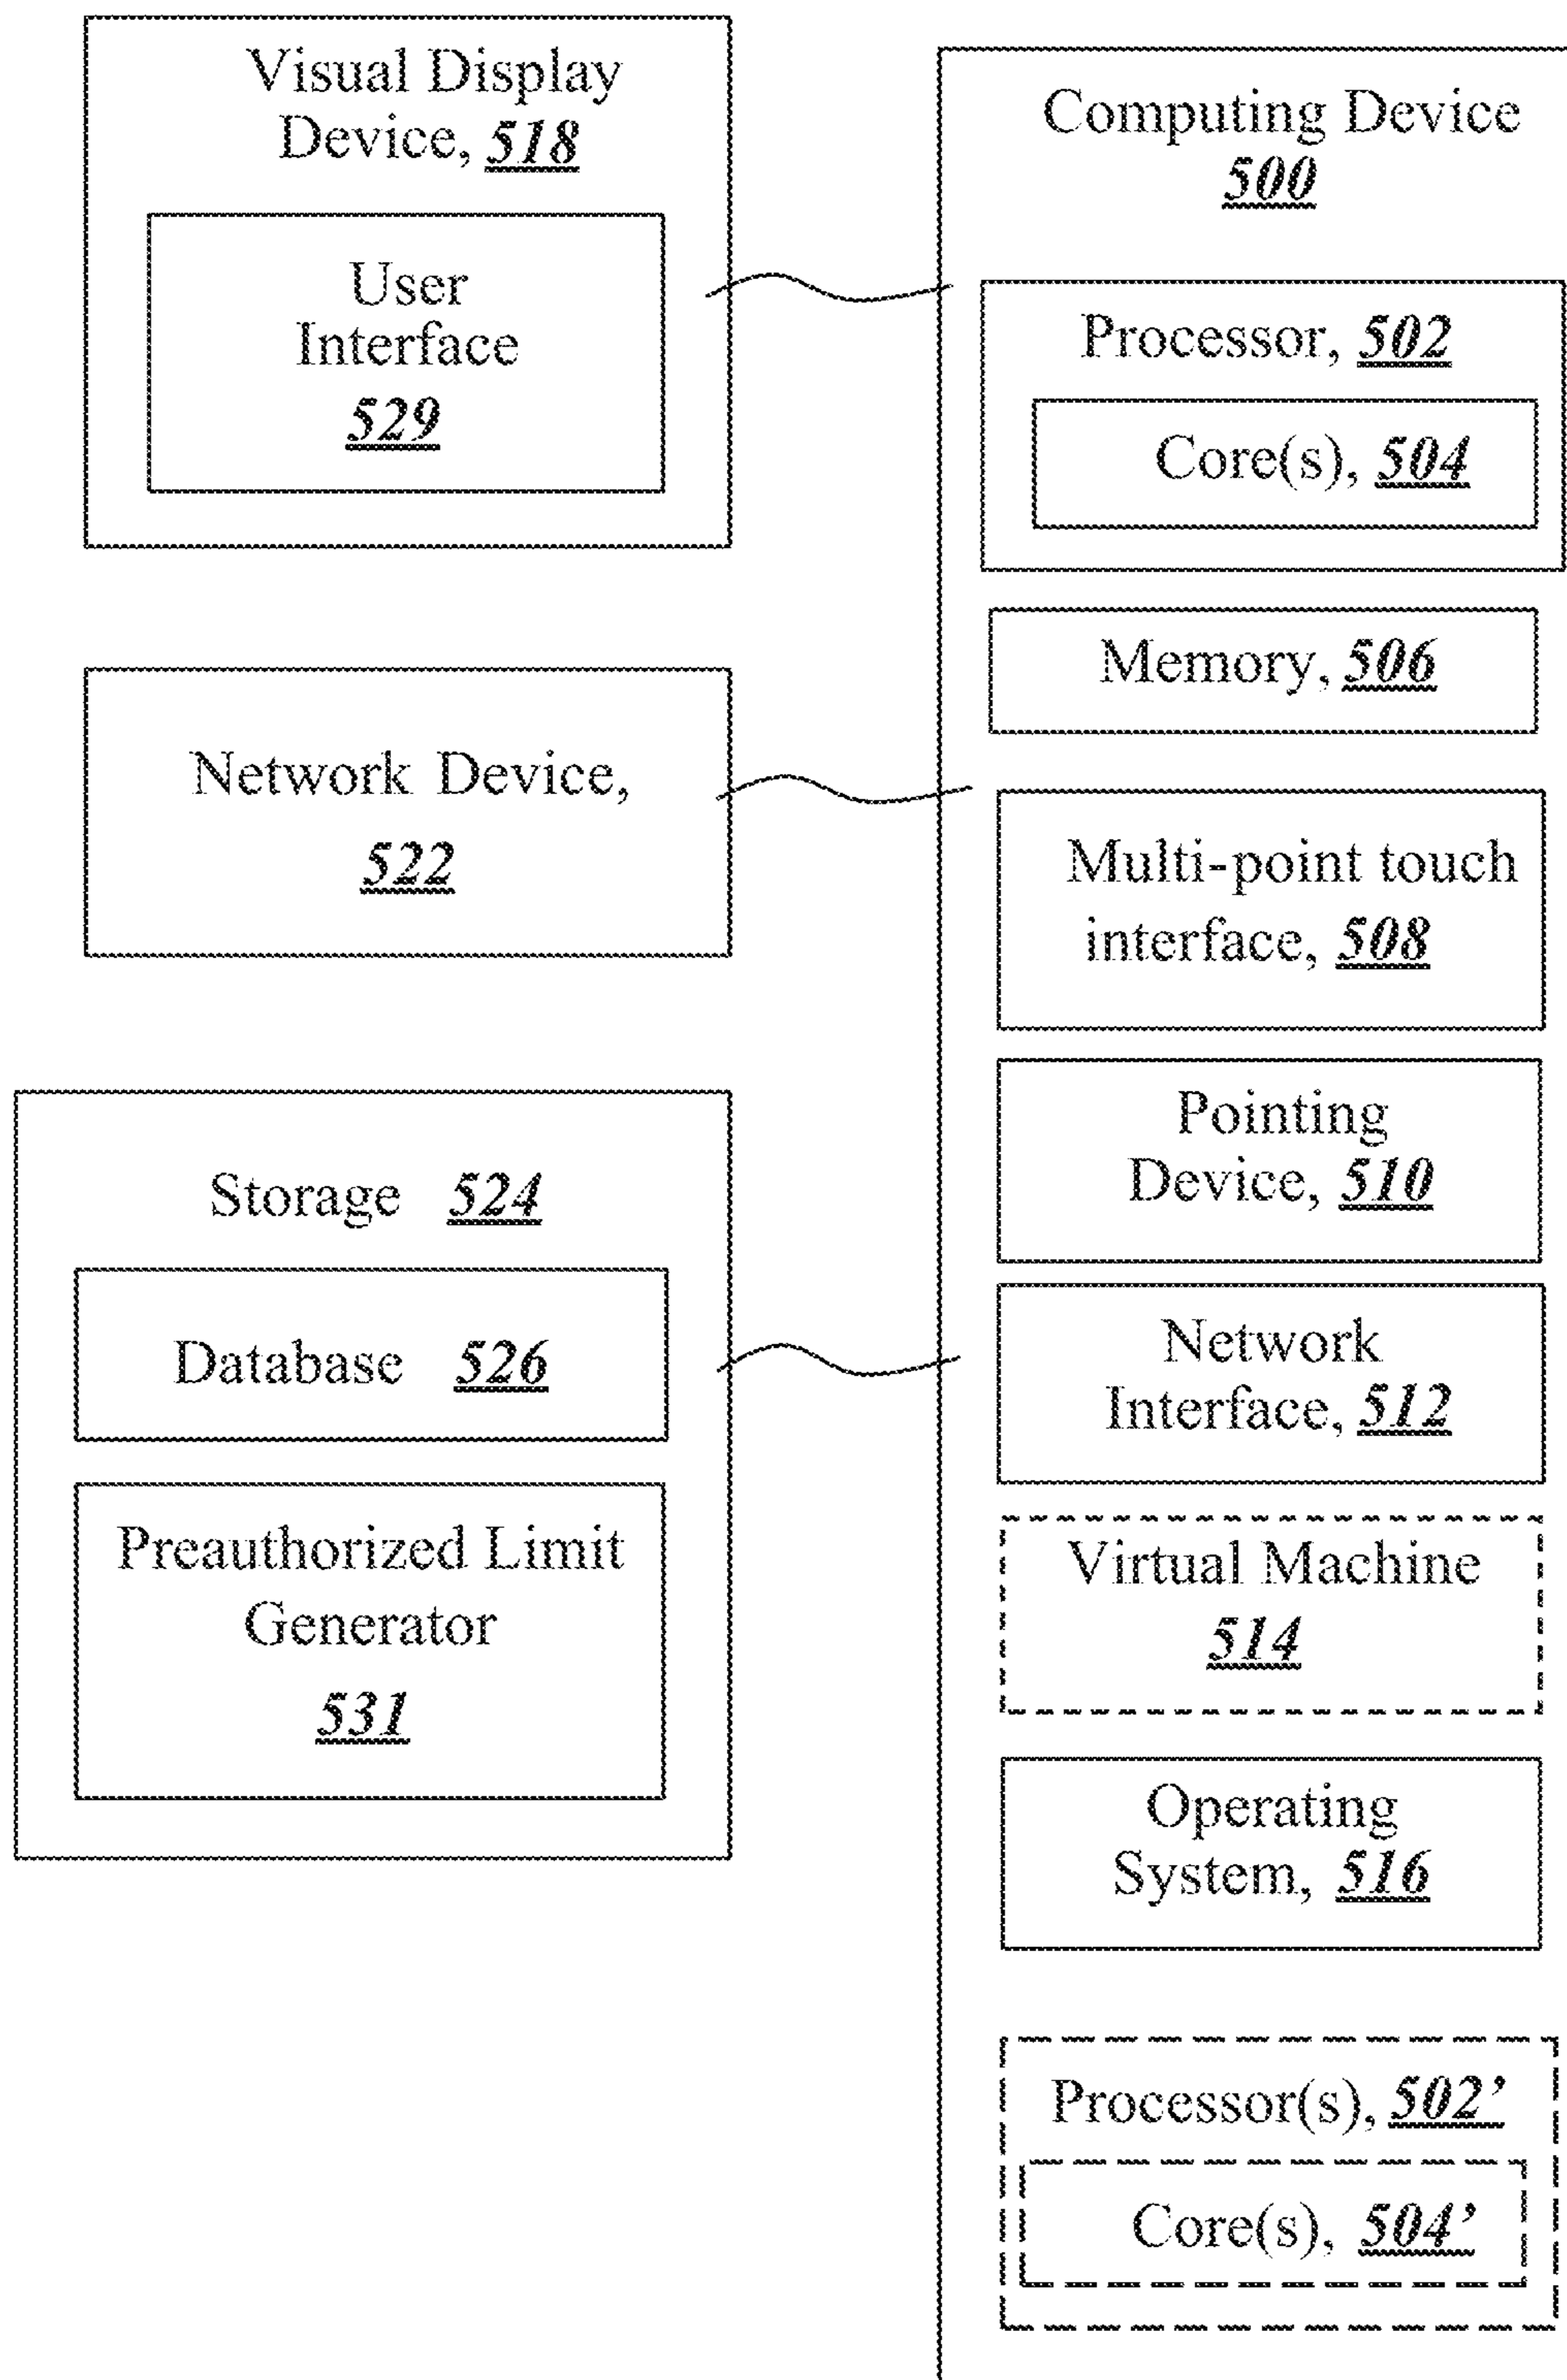 Visual Display
Device, 518
User
Interface
529
Network Device,
522
Storage 524
Database 526
Preauthorized Limit
Generator
531
Computing Device
500
Processor, 502
Core(s), 504
Memory, 506
Multi-point touch
interface, 508
Pointing
Device, 510
Network
Interface, 512
Virtual Machine
514
Operating
System, 516
Processor(s), 502’
Core(s), 504’